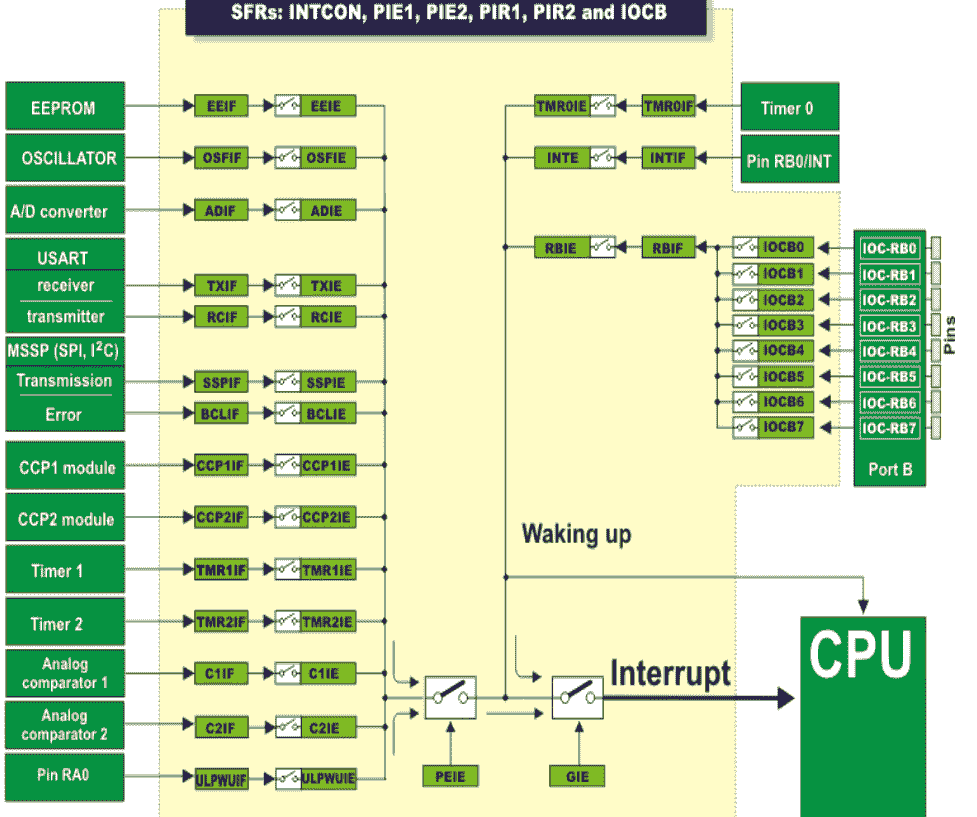 SFRs: INTCON, PIE1, PIE2, PIR1, PIR2 and IOCB
EEPROM
EEIF
EEIE
TMR0IE
TMR0IF
Timer 0
OSCILLATOR
OSFIF
OSFIE
INTE
INTIF
Pin RB0/INT
A/D converter
ADIF
ADIE
USART
RBIE
RBIF
IOCB0
IOC-RB0
receiver
TXIF
TXIE
IOCB1
IOC-RB1
IOCB2
IOC-RB2
transmitter
RCIF
RCIE
IOCB3
IOC-RB3
Pins
MSSP (SPI, I²C)
IOCB4
IOC-RB4
Transmission
SSPIF
SSPIE
IOCB5
IOC-RB5
IOCB6
IOC-RB6
Error
BCLIF
BCLIE
IOCB7
IOC-RB7
CCP1 module
CCP1IF
CCP1IE
Port B
CCP2 module
CCP2IF
CCP2IE
Waking up
Timer 1
TMR1IF
TMR1IE
Timer 2
TMR2IF
TMR2IE
CPU
Analog
comparator 1
C1IF
C1IE
Interrupt
Analog
comparator 2
C2IF
C2IE
Pin RA0
ULPWUIF
ULPWUIE
PEIE
GIE